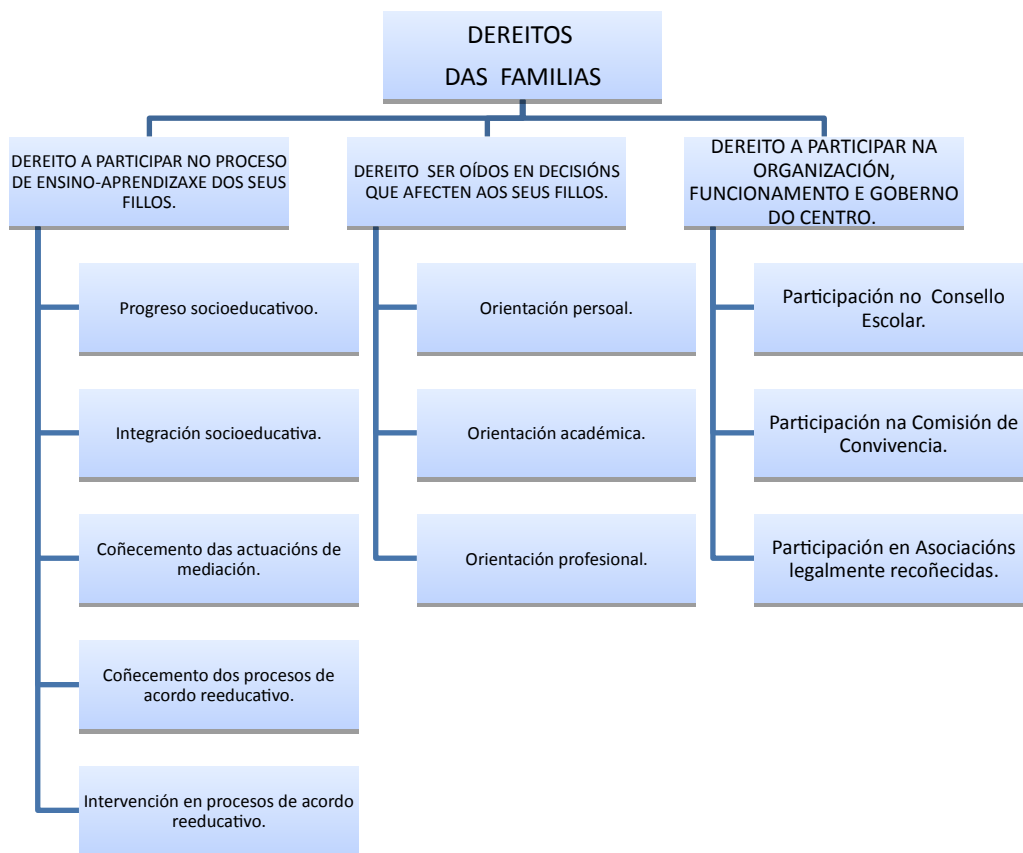 DEREITOS
DAS FAMILIAS
DEREITO A PARTICIPAR NO PROCESO
DE ENSINO-APRENDIZAXE DOS SEUS
FILLOS.
Progreso socioeducativoo.
Integración socioeducativa.
Coñecemento das actuacións de
mediación.
Coñecemento dos procesos de
acordo reeducativo.
Intervención en procesos de acordo
reeducativo.
DEREITO SER OÍDOS EN DECISIÓNS
QUE AFECTEN AOS SEUS FILLOS.
Orientación persoal.
Orientación académica.
Orientación profesional.
DEREITO A PARTICIPAR NA
ORGANIZACIÓN,
FUNCIONAMENTO E GOBERNO
DO CENTRO.
Participación no Consello
Escolar.
Participación na Comisión de
Convivencia.
Participación en Asociacións
legalmente recoñecidas.